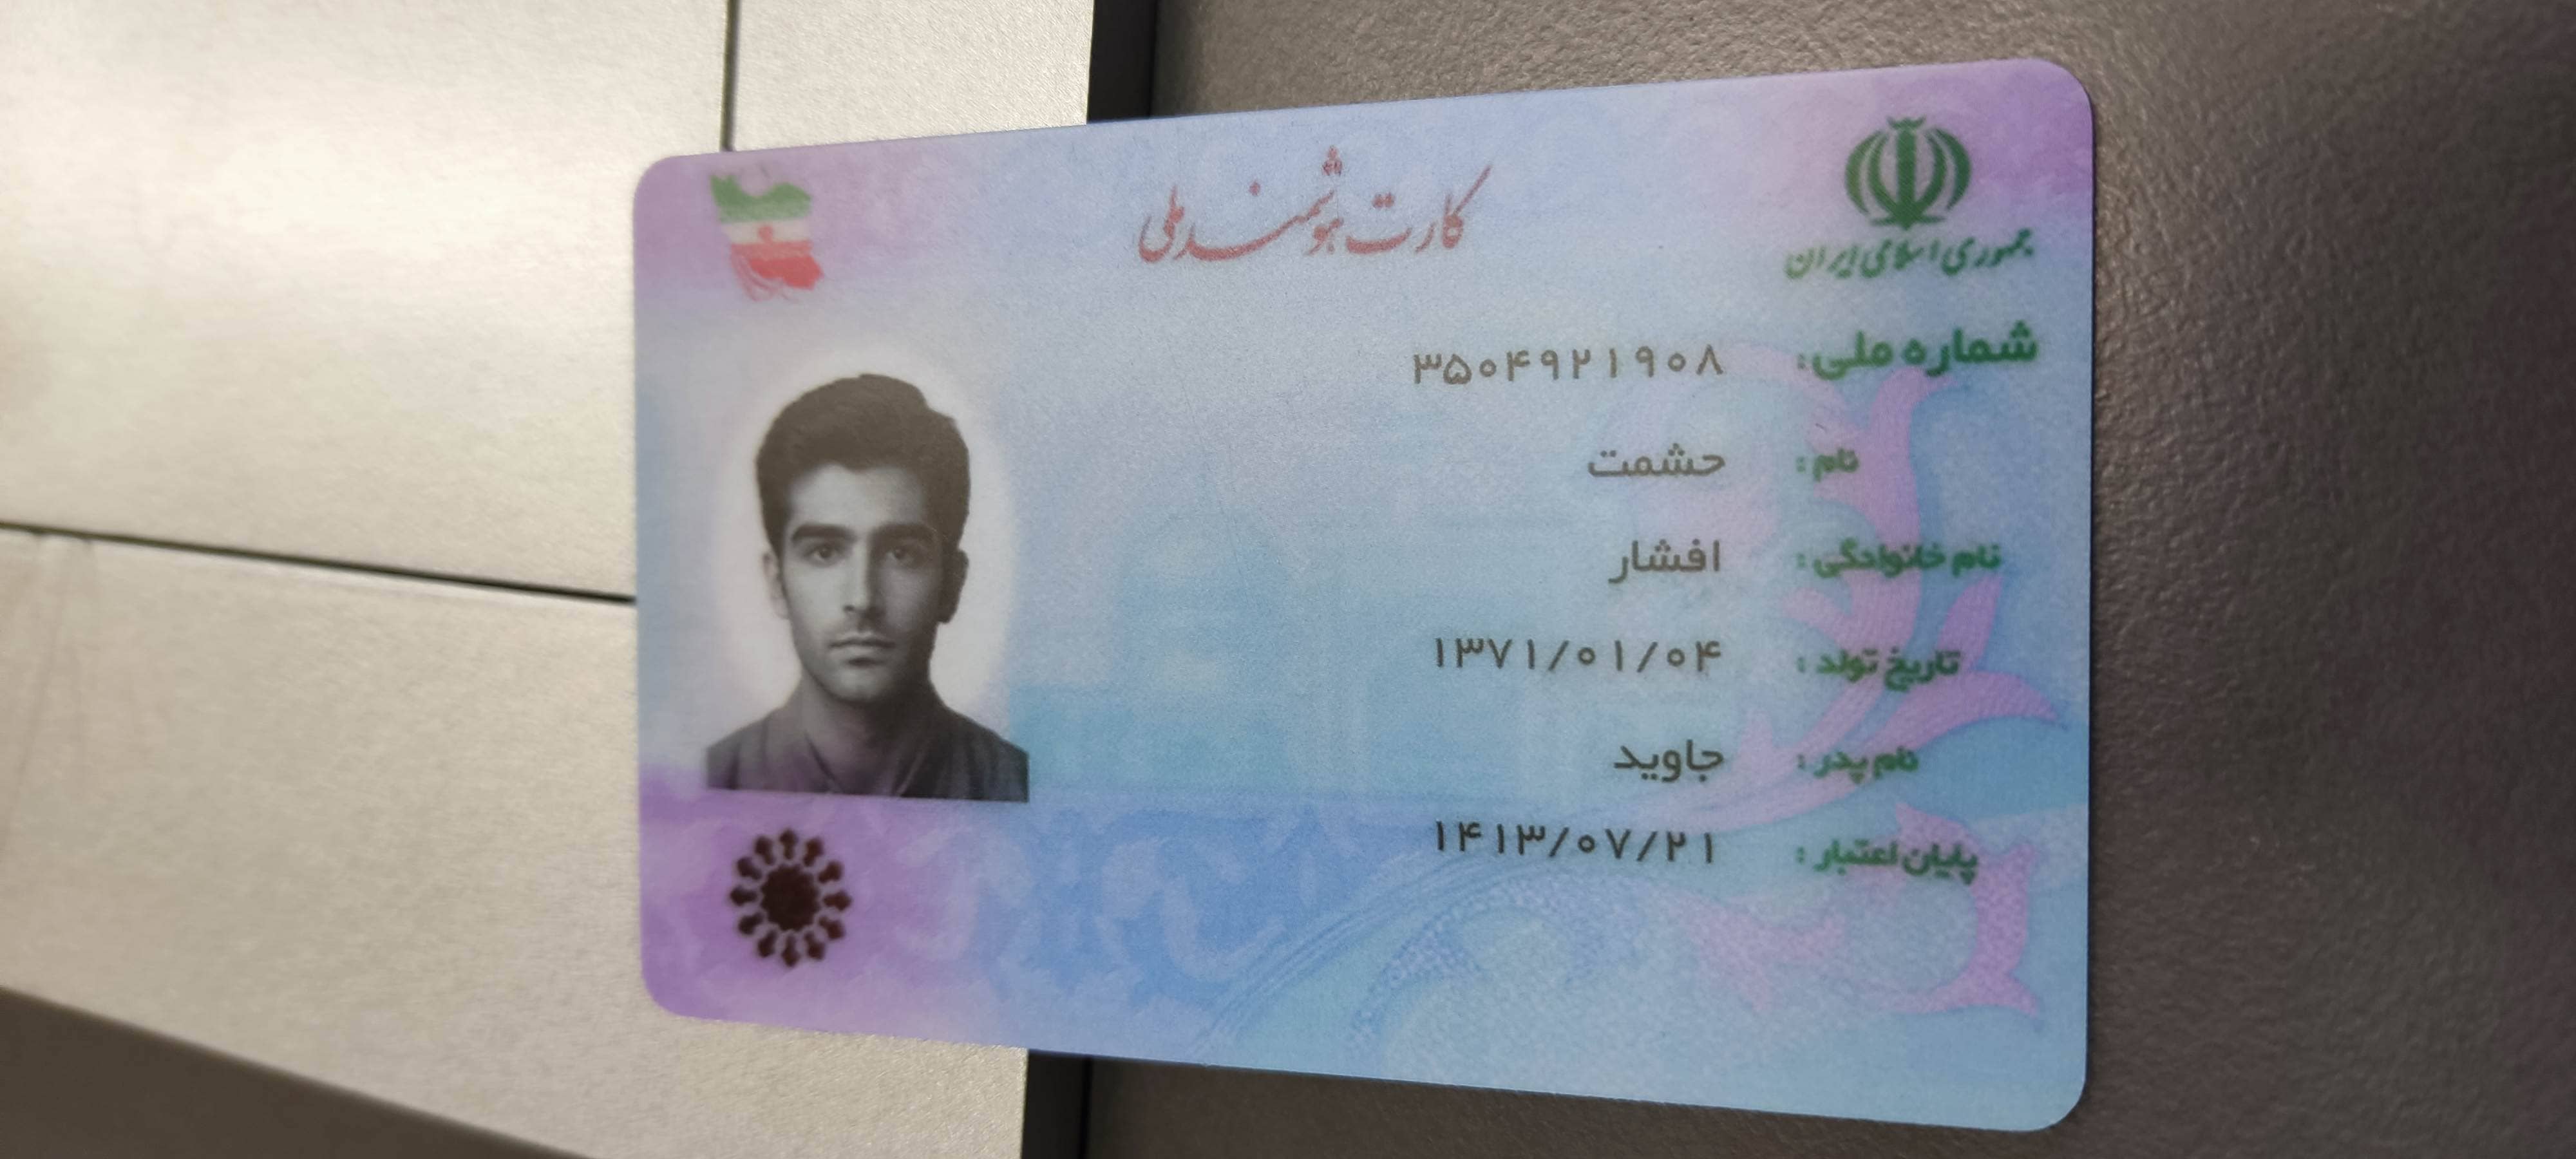 جمهوری اسلامی ایران
کارت هوشمند ملی
شماره ملی: ۳۵۰۴۹۲۱۹۰۸
نام: حشمت
نام خانوادگی: افشار
تاریخ تولد: ۱۳۷۱/۰۱/۰۴
نام پدر: جاوید
پایان اعتبار: ۱۴۱۳/۰۷/۲۱